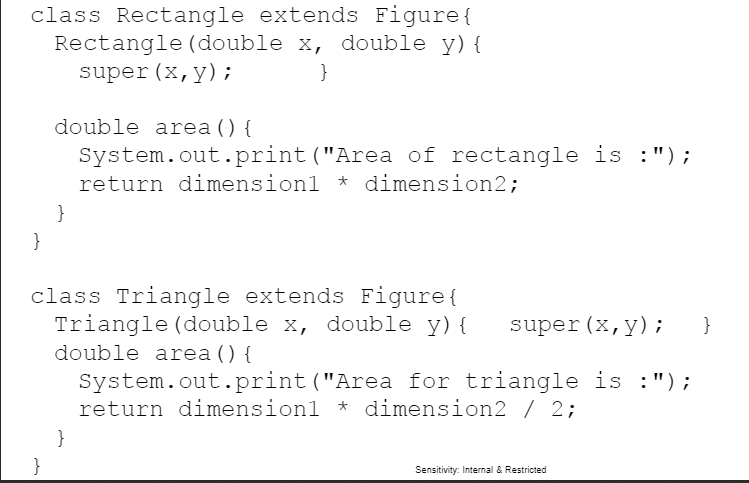 class Rectangle extends Figure{
Rectangle(double x, double y){
super(x,y); }
double area(){
System.out.print("Area of rectangle is :");
return dimension1 * dimension2;
}
}
class Triangle extends Figure{
Triangle(double x, double y){ super(x,y); }
double area(){
System.out.print("Area for triangle is :");
return dimension1 * dimension2 / 2;
}
}
Sensitivity: Internal & Restricted